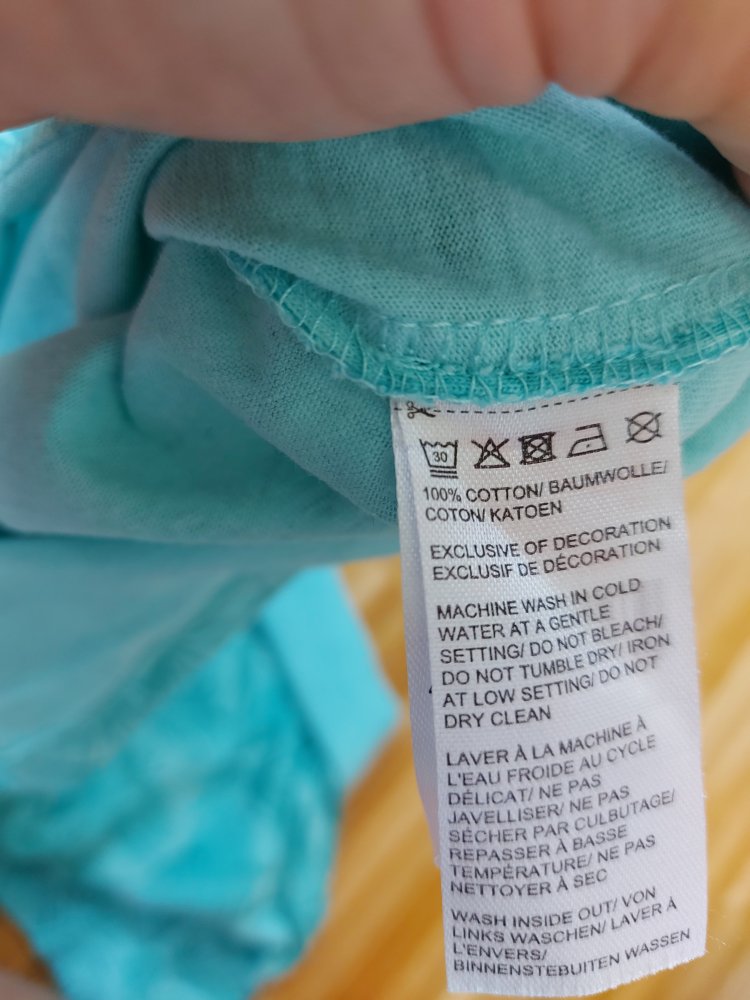 30
100% COTTON/ BAUMWOLLE/
COTON/ KATOEN
EXCLUSIVE OF DECORATION
EXCLUSIF DE DÉCORATION
MACHINE WASH IN COLD
WATER AT A GENTLE
SETTING/ DO NOT BLEACH/
DO NOT TUMBLE DRY/ IRON
AT LOW SETTING/ DO NOT
DRY CLEAN
LAVER À LA MACHINE À
L'EAU FROIDE AU CYCLE
DÉLICAT/ NE PAS
JAVELLISER/ NE PAS
SÉCHER PAR CULBUTAGE/
REPASSER À BASSE
TEMPÉRATURE/ NE PAS
NETTOYER À SEC
WASH INSIDE OUT/ VON
LINKS WASCHEN/ LAVER À
L'ENVERS/
BINNENSTEBUITEN WASSEN